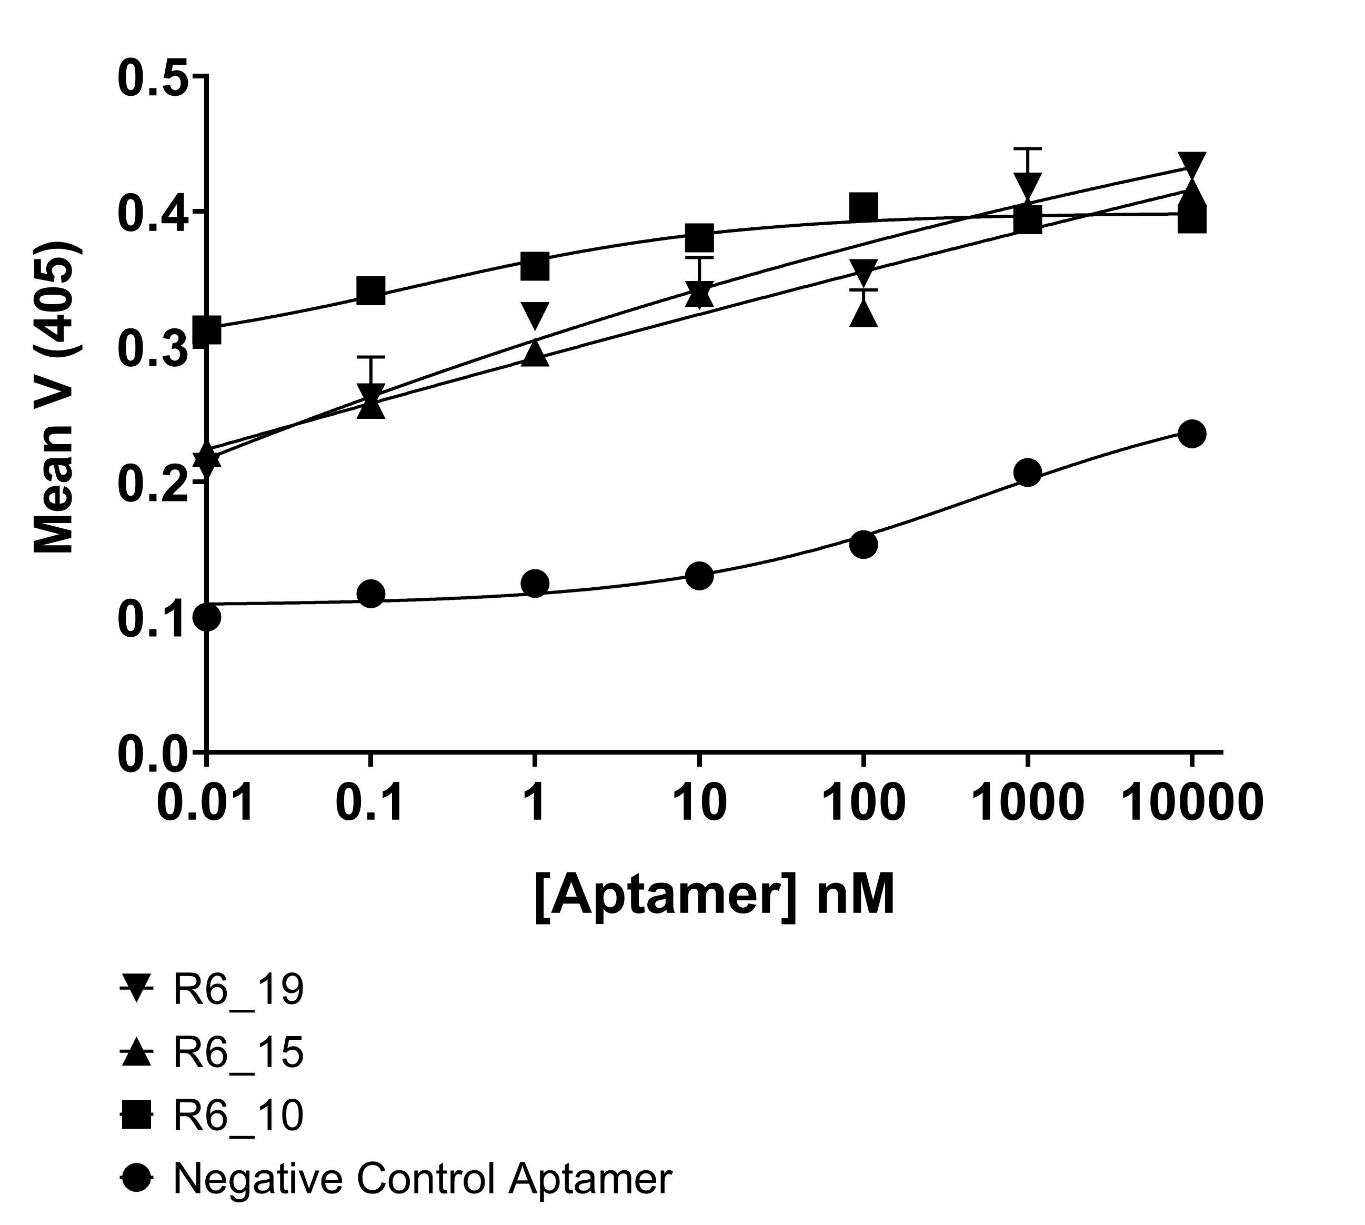 0.5
0.4
0.3
0.2
0.1
0.0
Mean V (405)
0.01 0.1 1 10 100 1000 10000
[Aptamer] nM
R6_19
R6_15
R6_10
Negative Control Aptamer